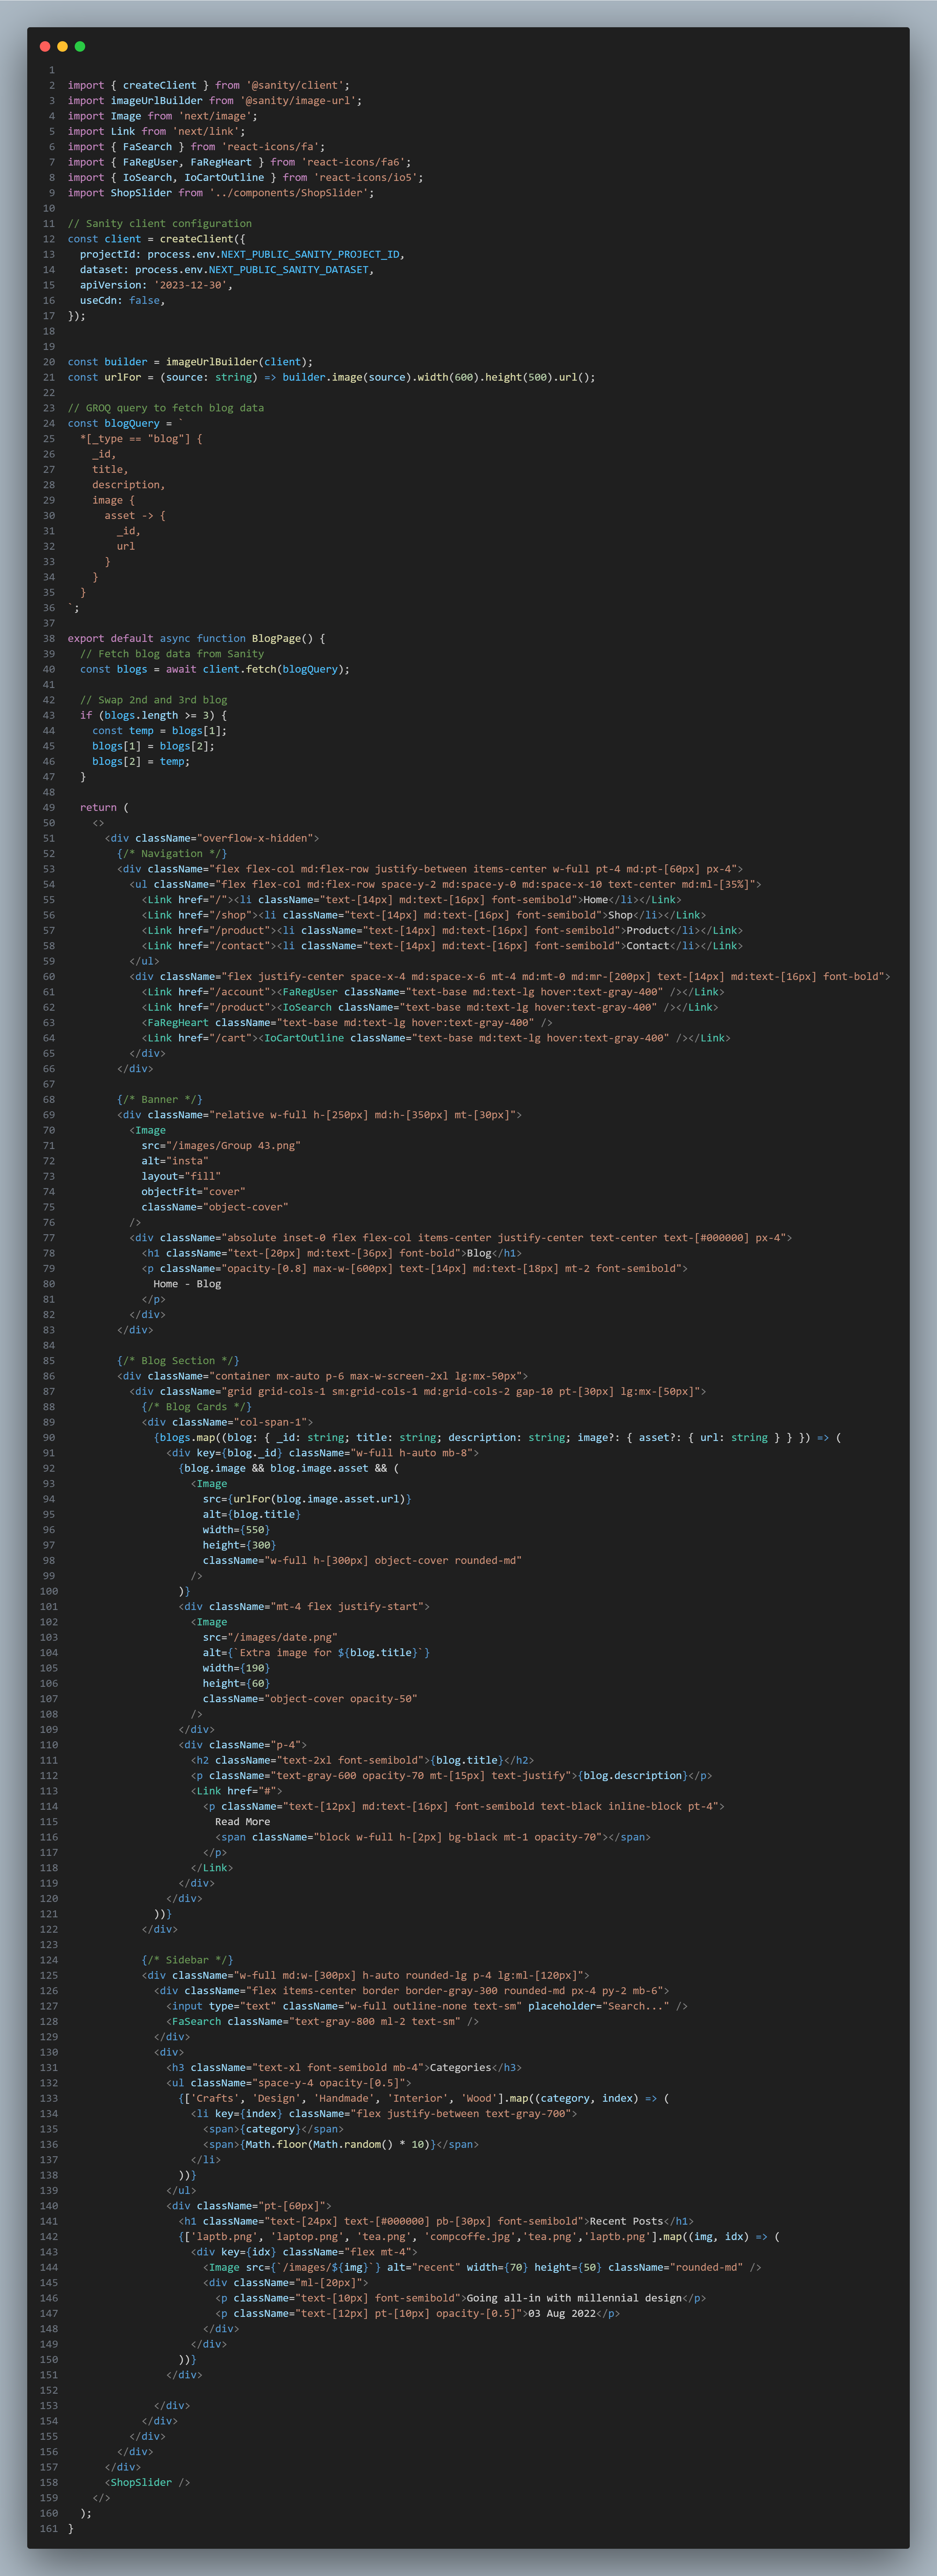 1
2 import { createClient } from '@sanity/client';
3 import imageUrlBuilder from '@sanity/image-url';
4 import Image from 'next/image';
5 import Link from 'next/link';
6 import { FaSearch } from 'react-icons/fa';
7 import { FaRegUser, FaRegHeart } from 'react-icons/fa6';
8 import { IoSearch, IoCartOutline } from 'react-icons/io5';
9 import ShopSlider from '../components/ShopSlider';
10
11 // Sanity client configuration
12 const client = createClient({
13   projectId: process.env.NEXT_PUBLIC_SANITY_PROJECT_ID,
14   dataset: process.env.NEXT_PUBLIC_SANITY_DATASET,
15   apiVersion: '2023-12-30',
16   useCdn: false,
17 });
18
19
20 const builder = imageUrlBuilder(client);
21 const urlFor = (source: string) => builder.image(source).width(600).height(500).url();
22
23 // GROQ query to fetch blog data
24 const blogQuery = `
25   *[_type == "blog"] {
26     _id,
27     title,
28     description,
29     image {
30       asset -> {
31         _id,
32         url
33       }
34     }
35   }
36 `;
37
38 export default async function BlogPage() {
39   // Fetch blog data from Sanity
40   const blogs = await client.fetch(blogQuery);
41
42   // Swap 2nd and 3rd blog
43   if (blogs.length >= 3) {
44     const temp = blogs[1];
45     blogs[1] = blogs[2];
46     blogs[2] = temp;
47   }
48
49   return (
50     <>
51       <div className="overflow-x-hidden">
52         {/* Navigation */}
53         <div className="flex flex-col md:flex-row justify-between items-center w-full pt-4 md:pt-[60px] px-4">
54           <ul className="flex flex-col md:flex-row space-y-2 md:space-y-0 md:space-x-10 text-center md:ml-[35%]">
55             <Link href="/"><li className="text-[14px] md:text-[16px] font-semibold">Home</li></Link>
56             <Link href="/shop"><li className="text-[14px] md:text-[16px] font-semibold">Shop</li></Link>
57             <Link href="/product"><li className="text-[14px] md:text-[16px] font-semibold">Product</li></Link>
58             <Link href="/contact"><li className="text-[14px] md:text-[16px] font-semibold">Contact</li></Link>
59           </ul>
60           <div className="flex justify-center space-x-4 md:space-x-6 mt-4 md:mt-0 md:mr-[200px] text-[14px] md:text-[16px] font-bold">
61             <Link href="/account"><FaRegUser className="text-base md:text-lg hover:text-gray-400" /></Link>
62             <Link href="/product"><IoSearch className="text-base md:text-lg hover:text-gray-400" /></Link>
63             <FaRegHeart className="text-base md:text-lg hover:text-gray-400" />
64             <Link href="/cart"><IoCartOutline className="text-base md:text-lg hover:text-gray-400" /></Link>
65           </div>
66         </div>
67
68         {/* Banner */}
69         <div className="relative w-full h-[250px] md:h-[350px] mt-[30px]">
70           <Image
71             src="/images/Group 43.png"
72             alt="insta"
73             layout="fill"
74             objectFit="cover"
75             className="object-cover"
76           />
77           <div className="absolute inset-0 flex flex-col items-center justify-center text-center text-[#000000] px-4">
78             <h1 className="text-[20px] md:text-[36px] font-bold">Blog</h1>
79             <p className="opacity-[0.8] max-w-[600px] text-[14px] md:text-[18px] mt-2 font-semibold">
80               Home - Blog
81             </p>
82           </div>
83         </div>
84
85         {/* Blog Section */}
86         <div className="container mx-auto p-6 max-w-screen-2xl lg:mx-50px">
87           <div className="grid grid-cols-1 sm:grid-cols-1 md:grid-cols-2 gap-10 pt-[30px] lg:mx-[50px]">
88             {/* Blog Cards */}
89             <div className="col-span-1">
90               {blogs.map((blog: { _id: string; title: string; description: string; image?: { asset?: { url: string } } }) => (
91                 <div key={blog._id} className="w-full h-auto mb-8">
92                   {blog.image && blog.image.asset && (
93                     <Image
94                       src={urlFor(blog.image.asset.url)}
95                       alt={blog.title}
96                       width={550}
97                       height={300}
98                       className="w-full h-[300px] object-cover rounded-md"
99                     />
100                   )}
101                   <div className="mt-4 flex justify-start">
102                     <Image
103                       src="/images/date.png"
104                       alt={`Extra image for ${blog.title}`}
105                       width={190}
106                       height={60}
107                       className="object-cover opacity-50"
108                     />
109                   </div>
110                   <div className="p-4">
111                     <h2 className="text-2xl font-semibold">{blog.title}</h2>
112                     <p className="text-gray-600 opacity-70 mt-[15px] text-justify">{blog.description}</p>
113                     <Link href="#">
114                       <p className="text-[12px] md:text-[16px] font-semibold text-black inline-block pt-4">
115                         Read More
116                         <span className="block w-full h-[2px] bg-black mt-1 opacity-70"></span>
117                       </p>
118                     </Link>
119                   </div>
120                 </div>
121               ))}
122             </div>
123
124             {/* Sidebar */}
125             <div className="w-full md:w-[300px] h-auto rounded-lg p-4 lg:ml-[120px]">
126               <div className="flex items-center border border-gray-300 rounded-md px-4 py-2 mb-6">
127                 <input type="text" className="w-full outline-none text-sm" placeholder="Search..." />
128                 <FaSearch className="text-gray-800 ml-2 text-sm" />
129               </div>
130               <div>
131                 <h3 className="text-xl font-semibold mb-4">Categories</h3>
132                 <ul className="space-y-4 opacity-[0.5]">
133                   {['Crafts', 'Design', 'Handmade', 'Interior', 'Wood'].map((category, index) => (
134                     <li key={index} className="flex justify-between text-gray-700">
135                       <span>{category}</span>
136                       <span>{Math.floor(Math.random() * 10)}</span>
137                     </li>
138                   ))}
139                 </ul>
140                 <div className="pt-[60px]">
141                   <h1 className="text-[24px] text-[#000000] pb-[30px] font-semibold">Recent Posts</h1>
142                   {['laptb.png', 'laptop.png', 'tea.png', 'compcoffe.jpg','tea.png','laptb.png'].map((img, idx) => (
143                     <div key={idx} className="flex mt-4">
144                       <Image src={`/images/${img}`} alt="recent" width={70} height={50} className="rounded-md" />
145                       <div className="ml-[20px]">
146                         <p className="text-[10px] font-semibold">Going all-in with millennial design</p>
147                         <p className="text-[12px] pt-[10px] opacity-[0.5]">03 Aug 2022</p>
148                       </div>
149                     </div>
150                   ))}
151                 </div>
152
153               </div>
154             </div>
155           </div>
156         </div>
157       </div>
158       <ShopSlider />
159     </>
160   );
161 }